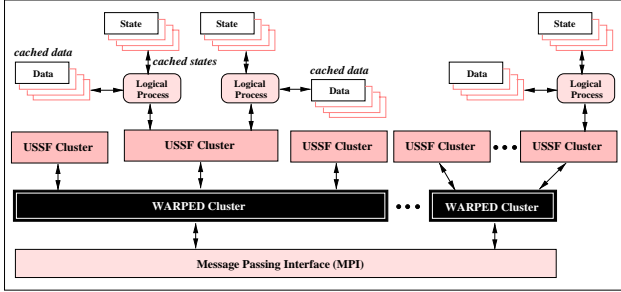 State
State
State
cached data
cached states
cached data
Data
Logical
Process
Logical
Process
Data
Data
Logical
Process
USSF Cluster
USSF Cluster
USSF Cluster
USSF Cluster
USSF Cluster
WARPED Cluster
WARPED Cluster
Message Passing Interface (MPI)